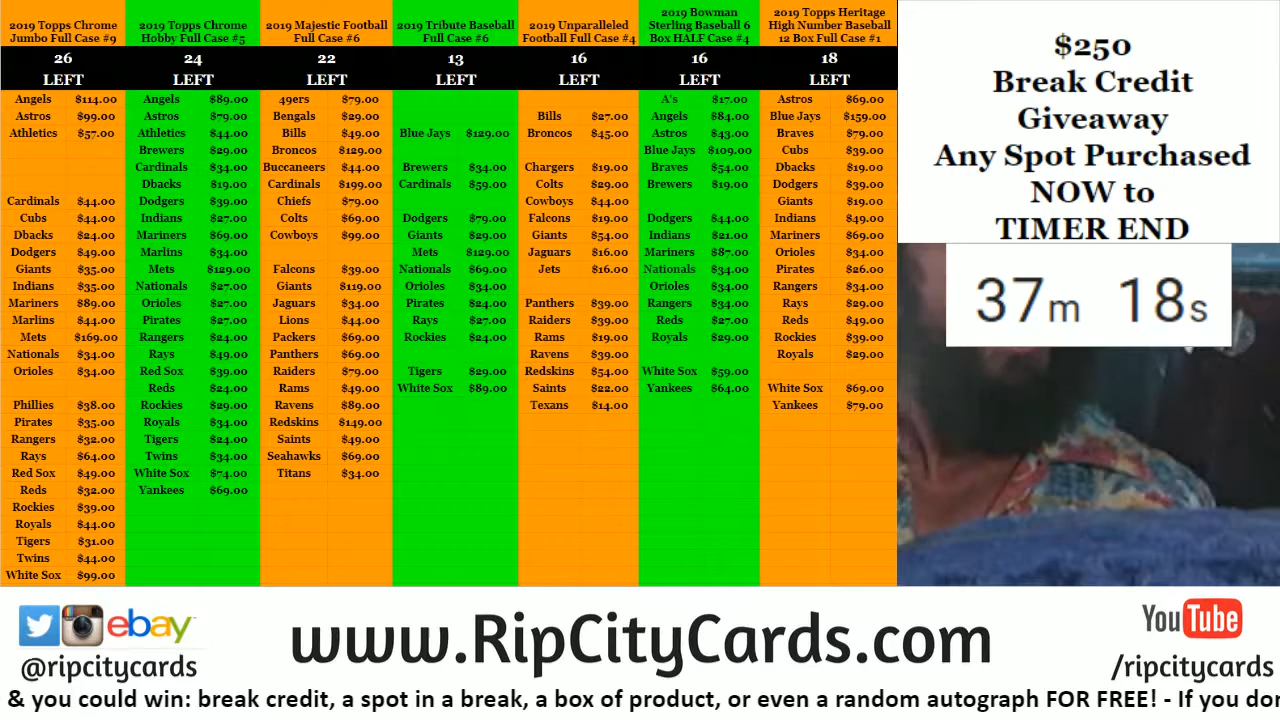 2019 Topps Chrome Jumbo Full Case #9
26
LEFT
Angels $114.00
Astros $99.00
Athletics $57.00
Cardinals $44.00
Cubs $44.00
Dbacks $24.00
Dodgers $49.00
Giants $35.00
Indians $35.00
Mariners $89.00
Marlins $44.00
Mets $169.00
Nationals $34.00
Orioles $34.00
Phillies $38.00
Pirates $35.00
Rangers $32.00
Rays $64.00
Red Sox $49.00
Reds $32.00
Rockies $39.00
Royals $44.00
Tigers $31.00
Twins $44.00
White Sox $99.00
2019 Topps Chrome Hobby Full Case #5
24
LEFT
Angels $89.00
Astros $79.00
Athletics $44.00
Brewers $29.00
Cardinals $34.00
Dbacks $19.00
Dodgers $39.00
Indians $27.00
Mariners $69.00
Marlins $34.00
Mets $129.00
Nationals $27.00
Orioles $27.00
Pirates $27.00
Rangers $24.00
Rays $49.00
Red Sox $39.00
Reds $24.00
Rockies $29.00
Royals $34.00
Tigers $24.00
Twins $34.00
White Sox $74.00
Yankees $69.00
2019 Majestic Football Full Case #6
22
LEFT
49ers $79.00
Bengals $29.00
Bills $49.00
Broncos $129.00
Buccaneers $44.00
Cardinals $199.00
Chiefs $79.00
Colts $69.00
Cowboys $99.00
Falcons $39.00
Giants $119.00
Jaguars $34.00
Lions $44.00
Packers $69.00
Panthers $69.00
Raiders $79.00
Rams $49.00
Ravens $89.00
Redskins $149.00
Saints $49.00
Seahawks $69.00
Titans $34.00
2019 Tribute Baseball Full Case #6
13
LEFT
Blue Jays $129.00
Brewers $34.00
Cardinals $59.00
Dodgers $79.00
Giants $29.00
Mets $129.00
Nationals $69.00
Orioles $34.00
Pirates $24.00
Rays $27.00
Rockies $24.00
Tigers $29.00
White Sox $89.00
2019 Unparalleled Football Full Case #4
16
LEFT
Bills $27.00
Broncos $45.00
Chargers $19.00
Colts $29.00
Cowboys $44.00
Falcons $19.00
Giants $54.00
Jaguars $16.00
Jets $16.00
Panthers $39.00
Raiders $39.00
Rams $19.00
Ravens $39.00
Redskins $54.00
Saints $22.00
Texans $14.00
2019 Bowman Sterling Baseball 6 Box HALF Case #4
16
LEFT
A's $17.00
Angels $84.00
Astros $43.00
Blue Jays $109.00
Braves $54.00
Brewers $19.00
Dodgers $44.00
Indians $21.00
Mariners $87.00
Nationals $34.00
Orioles $34.00
Rangers $34.00
Reds $27.00
Royals $29.00
White Sox $59.00
Yankees $64.00
2019 Topps Heritage High Number Baseball 12 Box Full Case #1
18
LEFT
Astros $69.00
Blue Jays $159.00
Braves $79.00
Cubs $39.00
Dbacks $19.00
Dodgers $39.00
Giants $19.00
Indians $49.00
Mariners $69.00
Orioles $34.00
Pirates $26.00
Rangers $34.00
Rays $29.00
Reds $49.00
Rockies $39.00
Royals $29.00
White Sox $69.00
Yankees $79.00
$250
Break Credit
Giveaway
Any Spot Purchased
NOW to
TIMER END
37m 18s
ebay
@ripcitycards
www.RipCityCards.com
YouTube
/ripcitycards
& you could win: break credit, a spot in a break, a box of product, or even a random autograph FOR FREE! - If you don